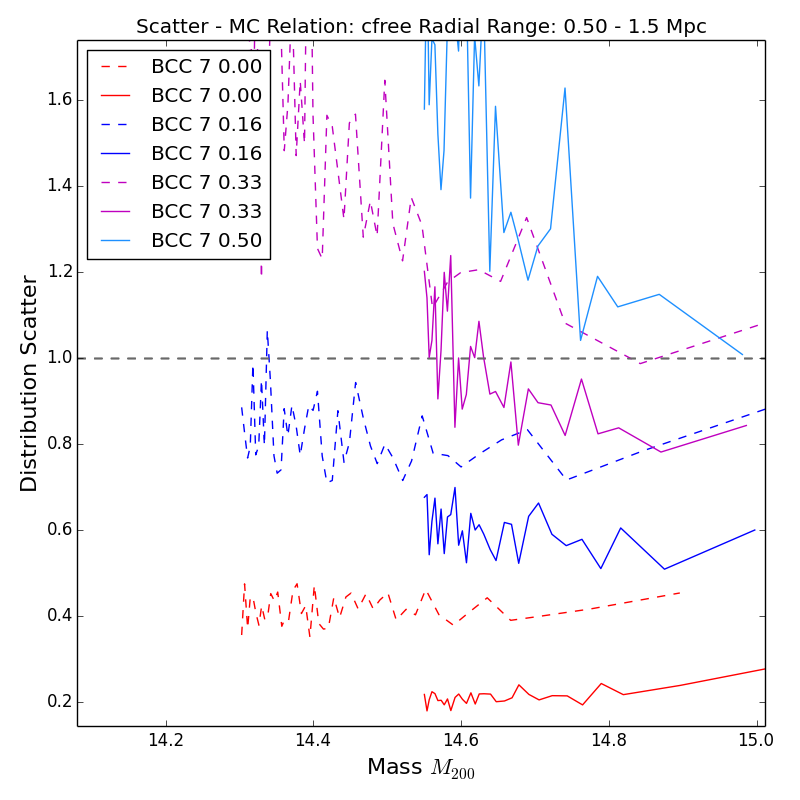 Scatter - MC Relation: cfree Radial Range: 0.50 - 1.5 Mpc
BCC 7 0.00
BCC 7 0.00
BCC 7 0.16
BCC 7 0.16
BCC 7 0.33
BCC 7 0.33
BCC 7 0.50
Distribution Scatter
1.6
1.4
1.2
1.0
0.8
0.6
0.4
0.2
14.2 14.4 14.6 14.8 15.0
Mass M_200